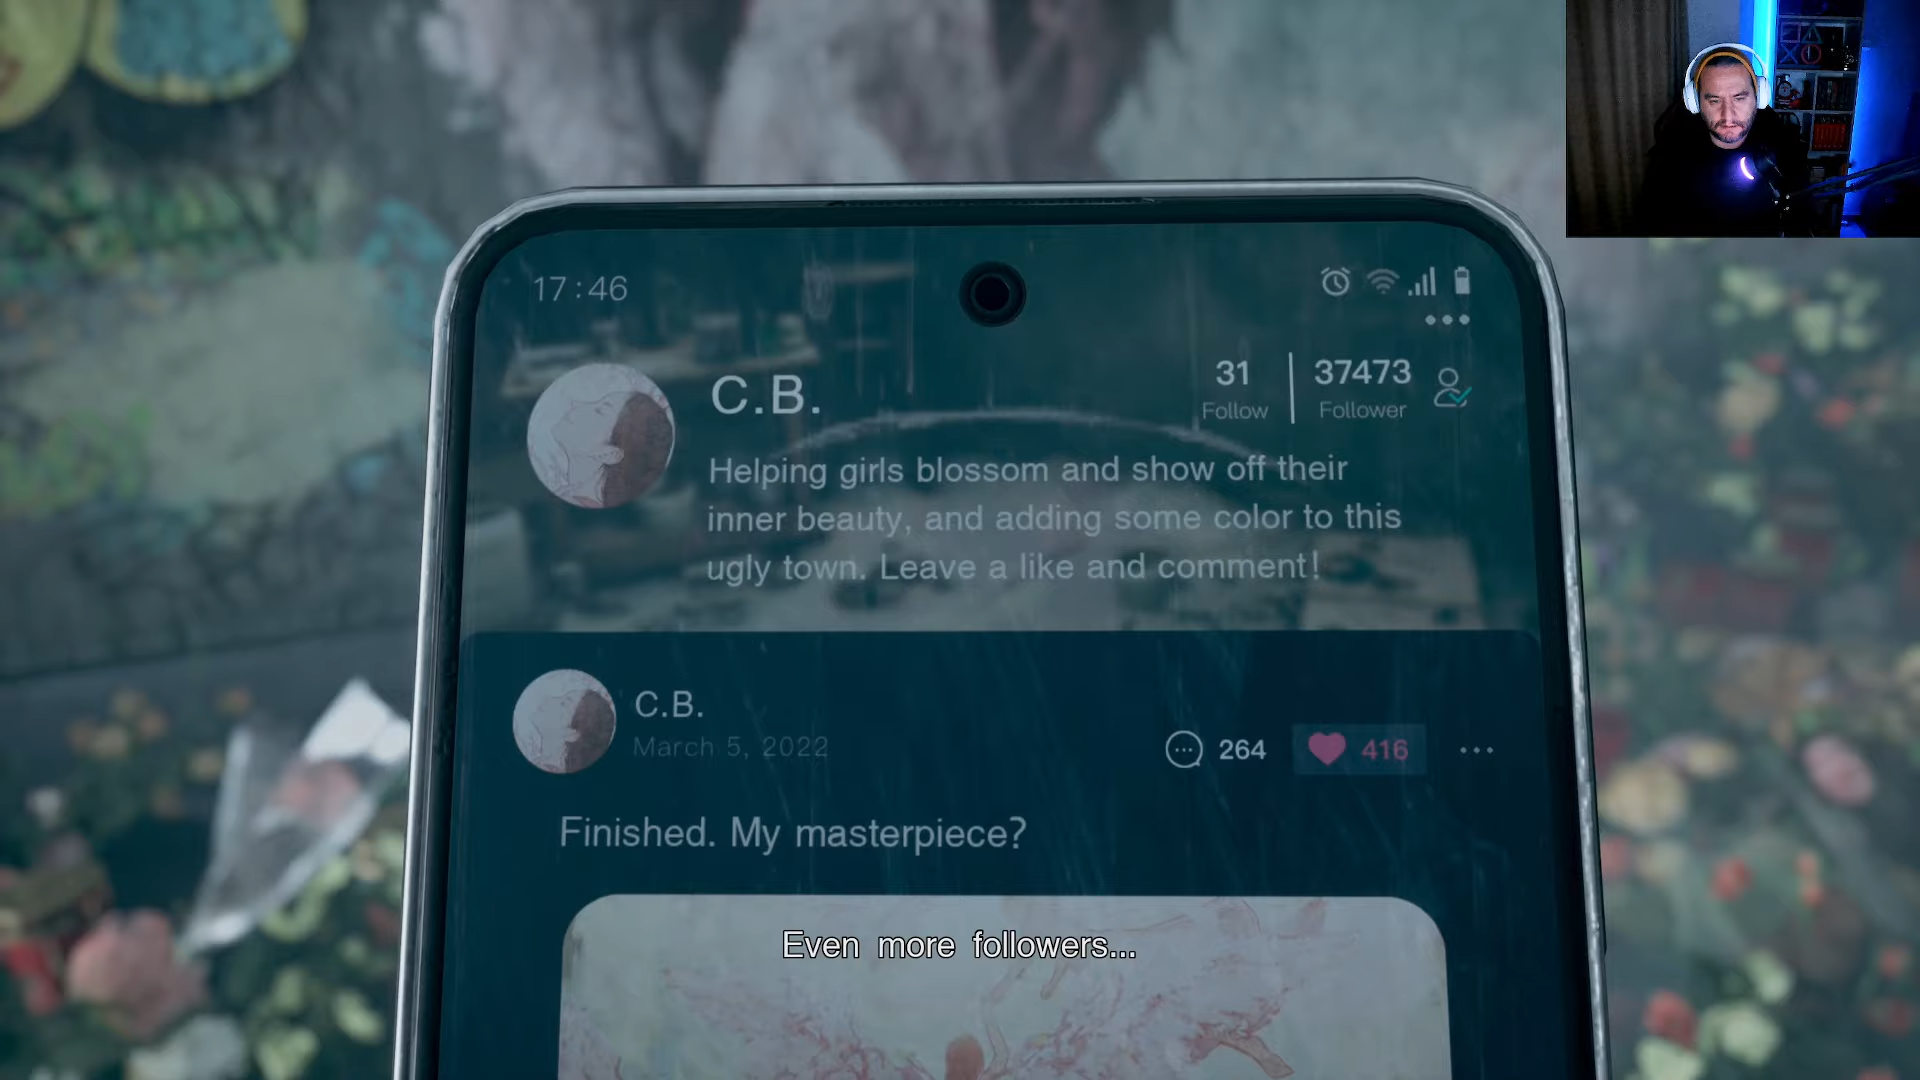 17:46
C.B.
31
Follow
37473
Follower
Helping girls blossom and show off their
inner beauty, and adding some color to this
ugly town. Leave a like and comment!
C.B.
March 5, 2022
264
416
Finished. My masterpiece?
Even more followers...